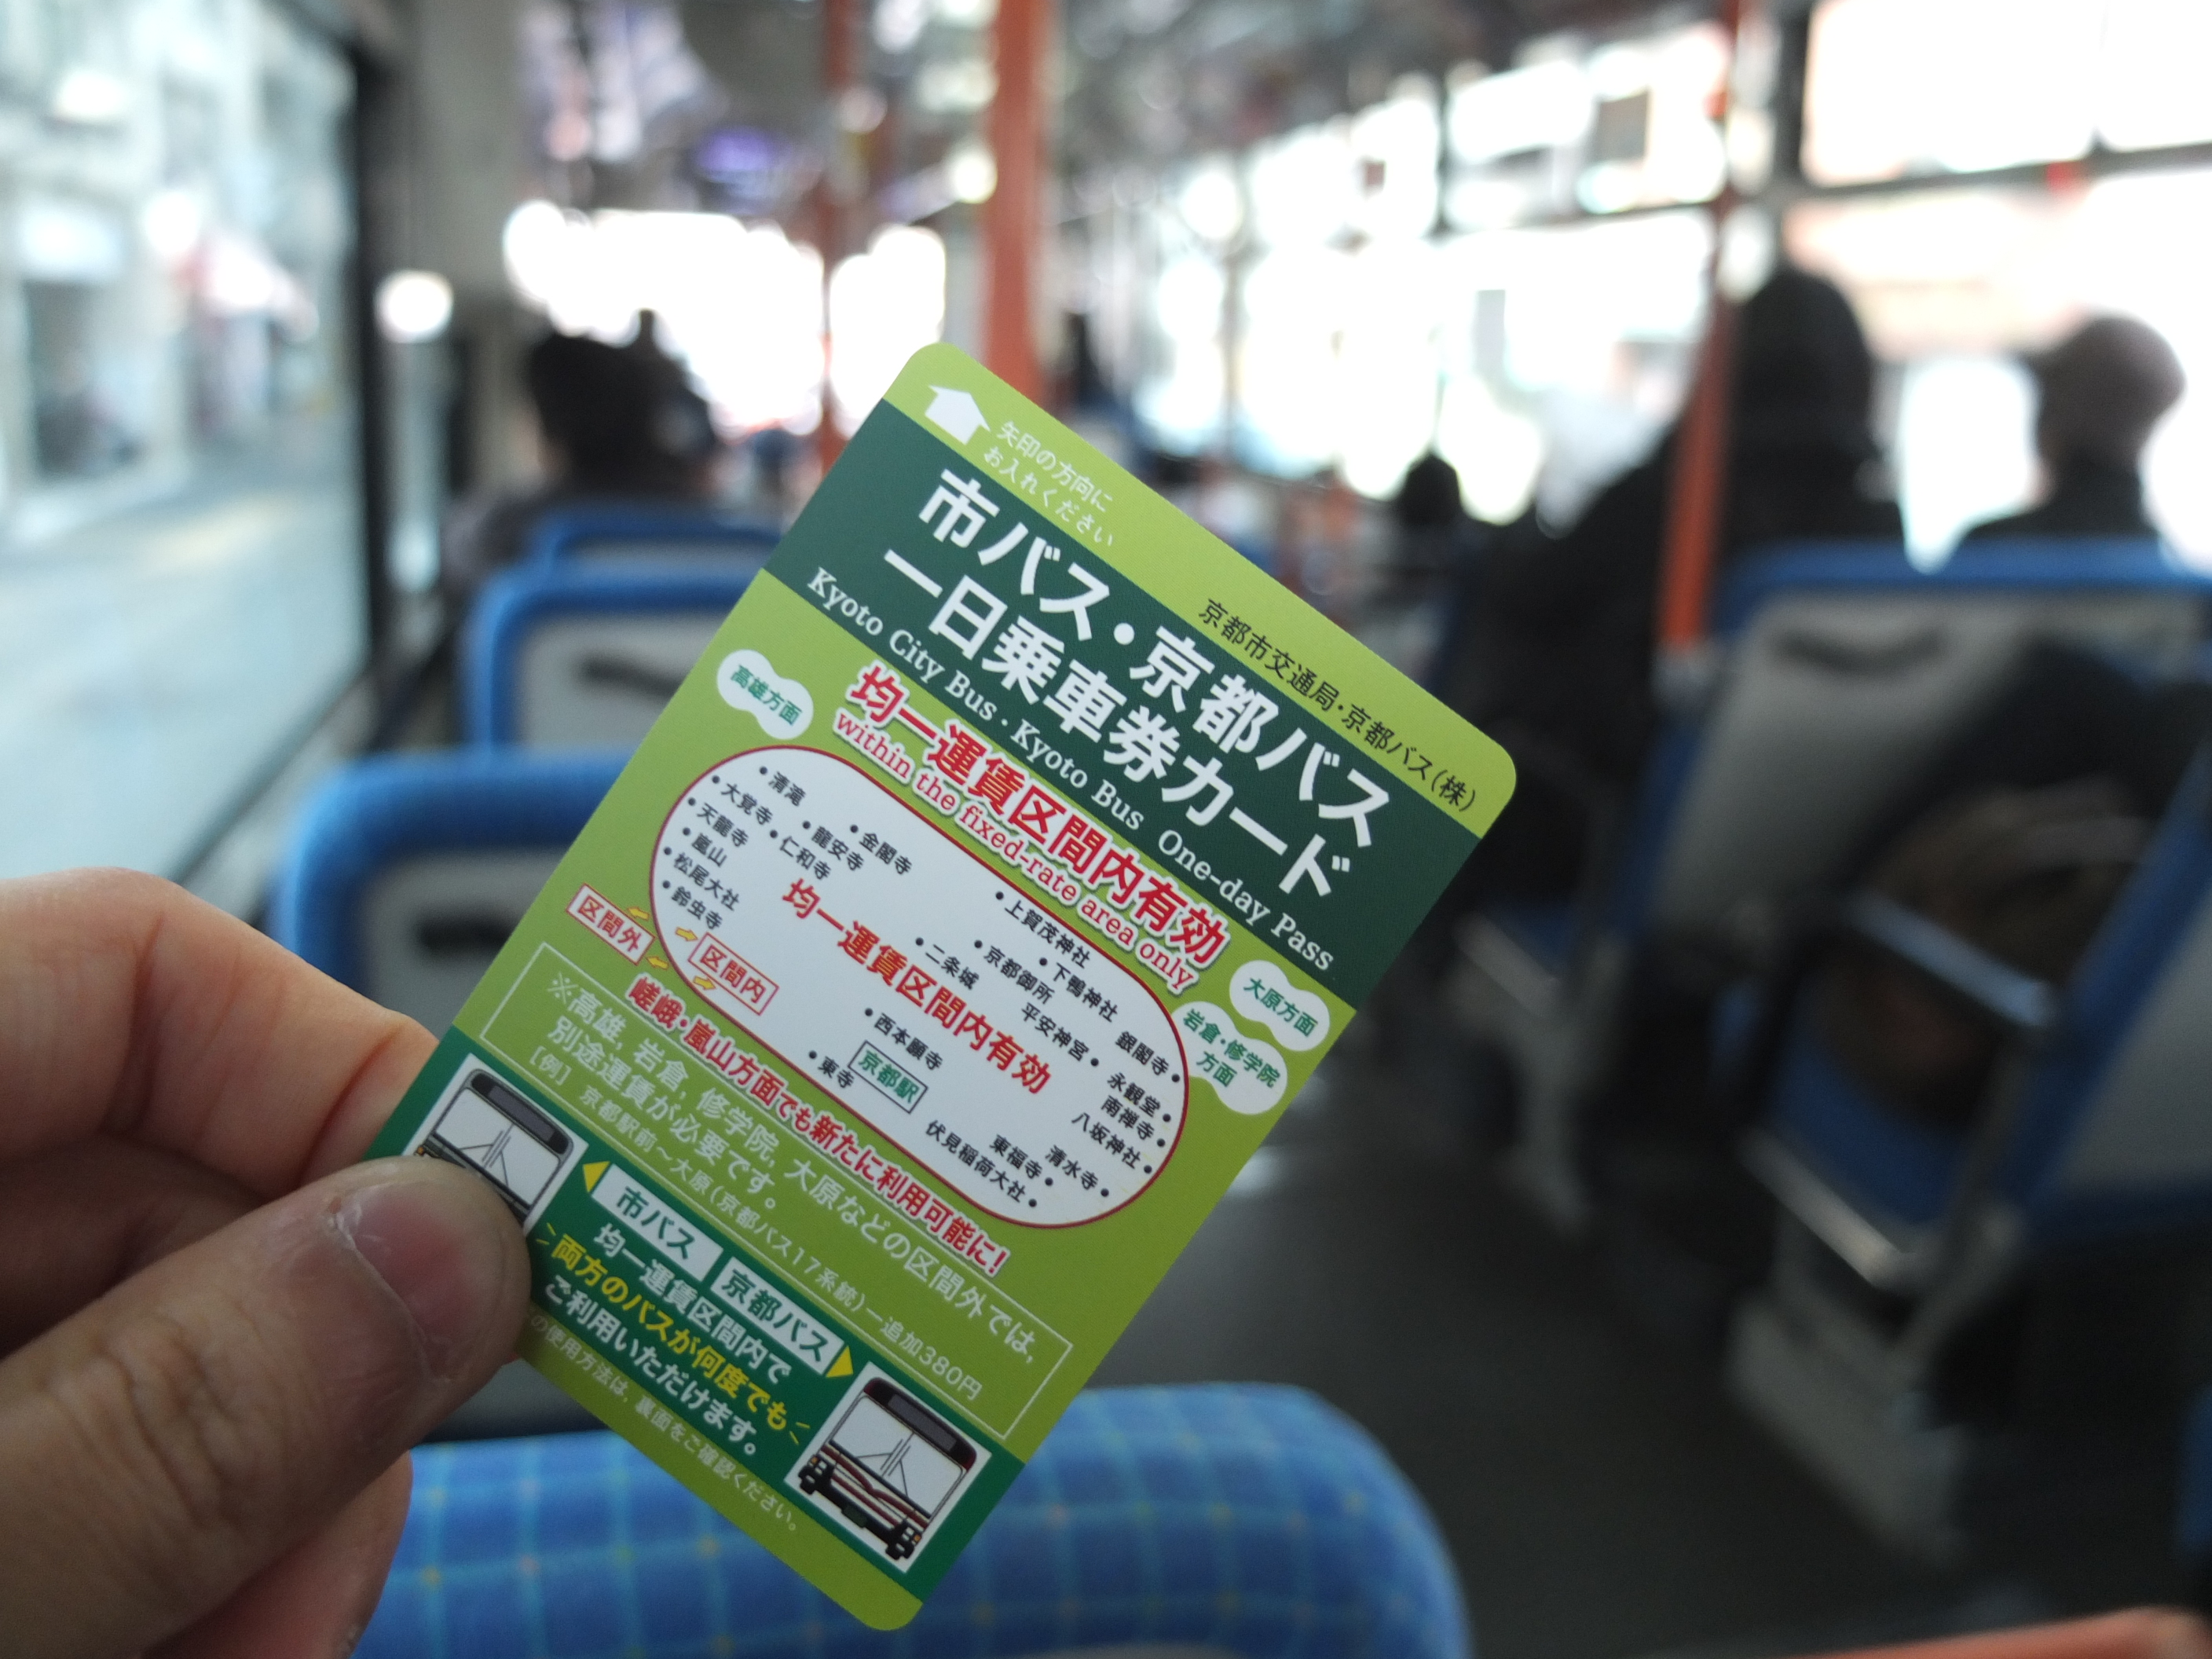 矢印の方向に
お入れください
京都市交通局・京都バス(株)
市バス・京都バス
一日乗車券カード
Kyoto City Bus・Kyoto Bus One-day Pass
均一運賃区間内有効
within the fixed-rate area only
高雄方面
大原方面
岩倉・修学院
方面
・清滝
・大覚寺
・天龍寺
・嵐山
・松尾大社
・鈴虫寺
・金閣寺
・龍安寺
・仁和寺
均一運賃区間内有効
・上賀茂神社
・下鴨神社
・京都御所
・二条城
平安神宮・
銀閣寺・
永観堂・
南禅寺・
八坂神社・
清水寺・
東福寺・
伏見稲荷大社・
・西本願寺
京都駅
・東寺
区間外
区間内
嵯峨・嵐山方面でも新たに利用可能に!
※高雄、岩倉、修学院、大原などの区間外では、
別途運賃が必要です。
[例] 京都駅前〜大原(京都バス17系統)―追加380円
市バス 京都バス
均一運賃区間内で
両方のバスが何度でも
ご利用いただけます。
の使用方法は、裏面をご確認ください。